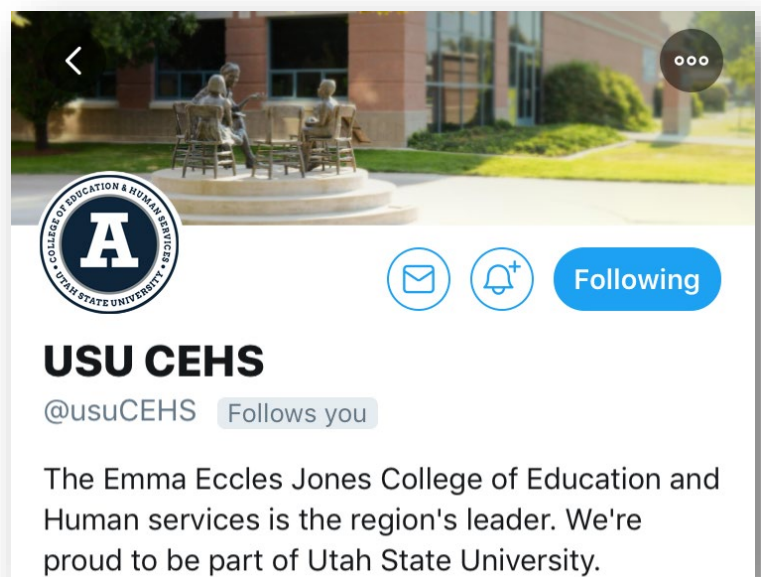 COLLEGE OF EDUCATION & HUMAN SERVICES
A
• UTAH STATE UNIVERSITY •
Following
USU CEHS
@usuCEHS Follows you
The Emma Eccles Jones College of Education and
Human services is the region's leader. We're
proud to be part of Utah State University.